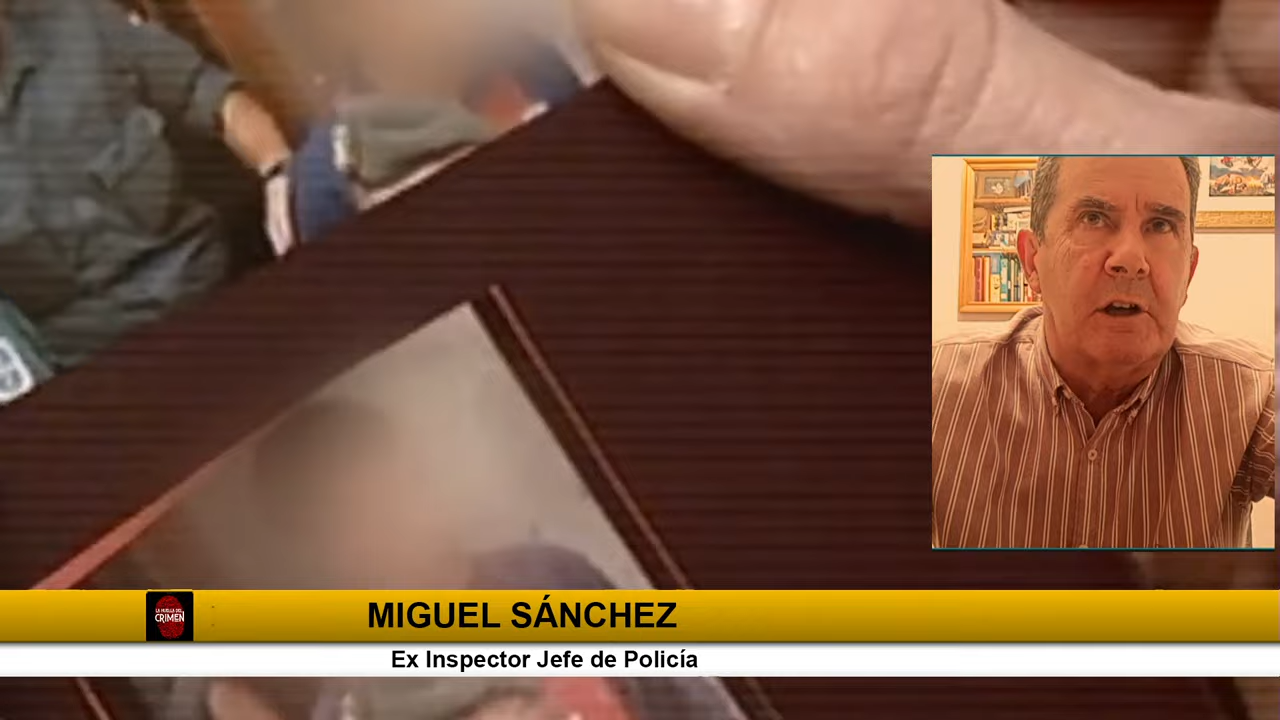 LA HUELLA DEL
CRIMEN
MIGUEL SÁNCHEZ
Ex Inspector Jefe de Policía